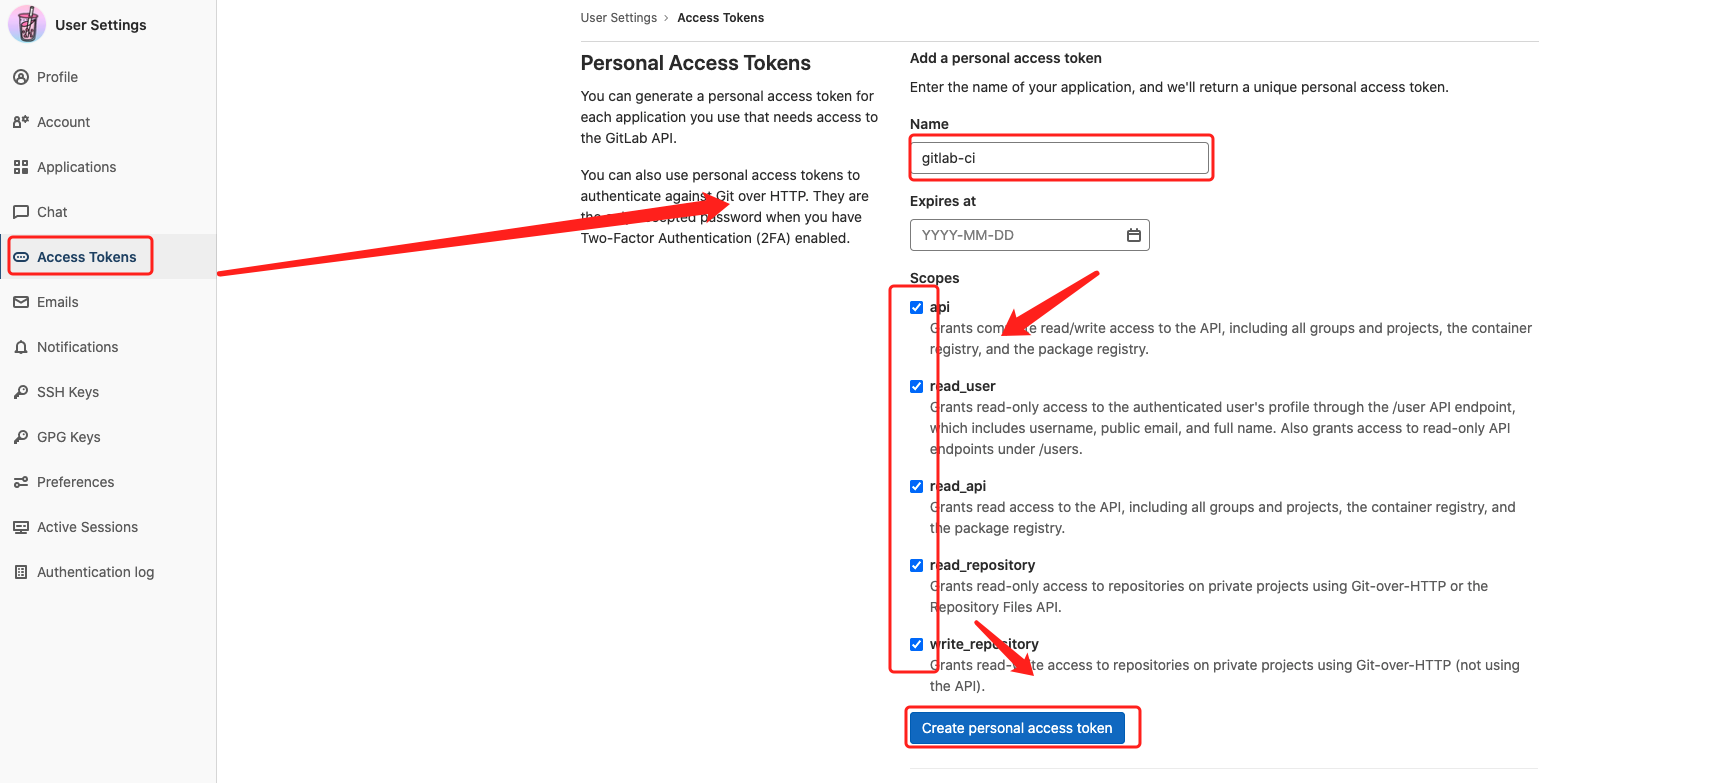 User Settings
Profile
Account
Applications
Chat
Access Tokens
Emails
Notifications
SSH Keys
GPG Keys
Preferences
Active Sessions
Authentication log
User Settings › Access Tokens
Personal Access Tokens
You can generate a personal access token for
each application you use that needs access to
the GitLab API.
You can also use personal access tokens to
authenticate against Git over HTTP. They are
the only accepted password when you have
Two-Factor Authentication (2FA) enabled.
Add a personal access token
Enter the name of your application, and we'll return a unique personal access token.
Name
gitlab-ci
Expires at
YYYY-MM-DD
Scopes
api
Grants complete read/write access to the API, including all groups and projects, the container
registry, and the package registry.
read_user
Grants read-only access to the authenticated user's profile through the /user API endpoint,
which includes username, public email, and full name. Also grants access to read-only API
endpoints under /users.
read_api
Grants read access to the API, including all groups and projects, the container registry, and
the package registry.
read_repository
Grants read-only access to repositories on private projects using Git-over-HTTP or the
Repository Files API.
write_repository
Grants read-write access to repositories on private projects using Git-over-HTTP (not using
the API).
Create personal access token